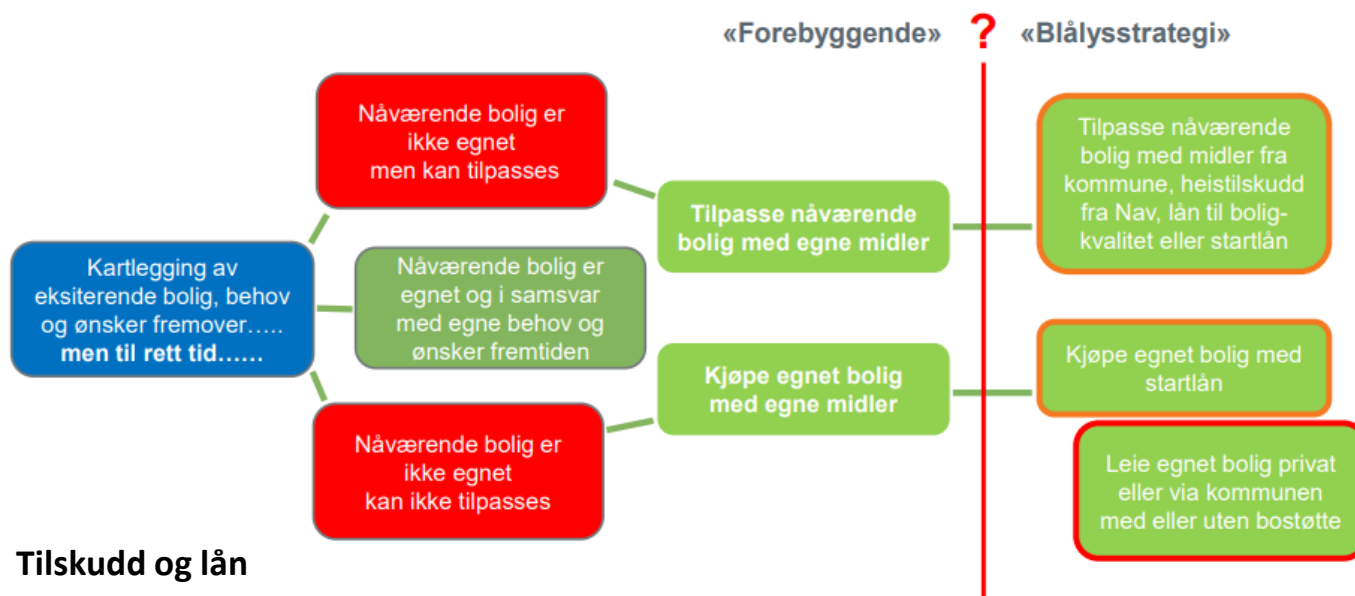 «Forebyggende» ? «Blålysstrategi»
Nåværende bolig er
ikke egnet
men kan tilpasses
Tilpasse nåværende
bolig med midler fra
kommune, heistilskudd
fra Nav, lån til bolig-
kvalitet eller startlån
Tilpasse nåværende
bolig med egne midler
Kartlegging av
eksiterende bolig, behov
og ønsker fremover…..
men til rett tid……
Nåværende bolig er
egnet og i samsvar
med egne behov og
ønsker fremtiden
Kjøpe egnet bolig
med egne midler
Kjøpe egnet bolig med
startlån
Nåværende bolig er
ikke egnet
kan ikke tilpasses
Leie egnet bolig privat
eller via kommunen
med eller uten bostøtte
Tilskudd og lån